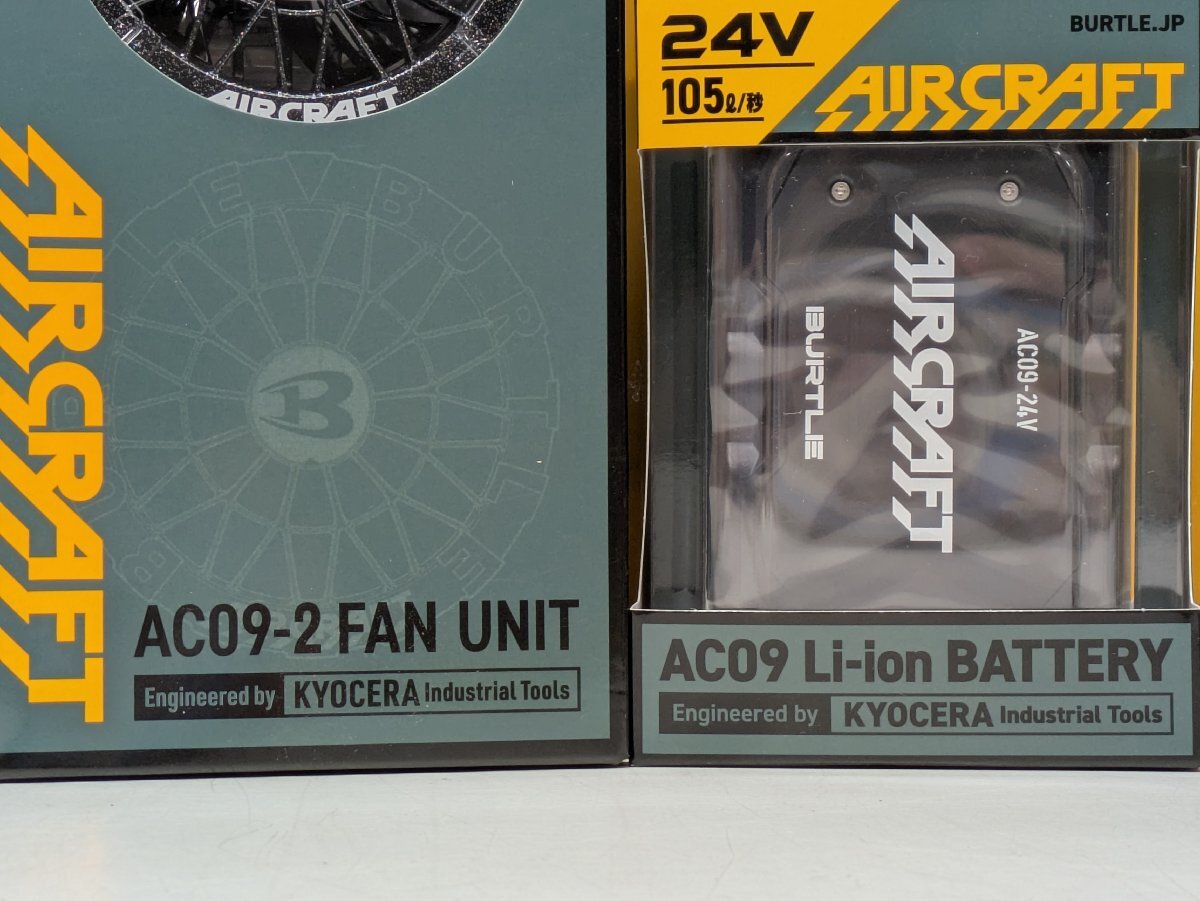 AIRCRAFT
AIRCRAFT
BURTLE
B
AC09-2 FAN UNIT
Engineered by KYOCERA Industrial Tools
24V
105ℓ/秒
BURTLE.JP
AIRCRAFT
AC09-24V
AIRCRAFT
BURTLE
AC09 Li-ion BATTERY
Engineered by KYOCERA Industrial Tools